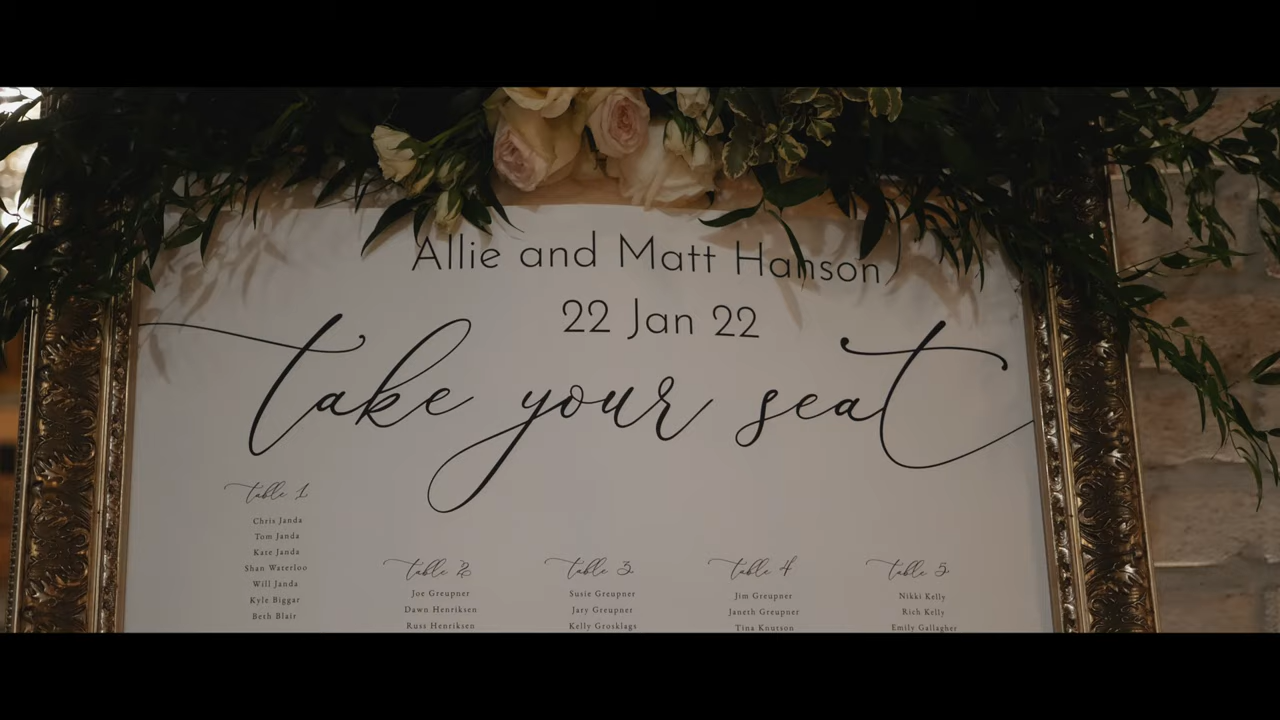 Allie and Matt Hanson
22 Jan 22
take your seat
table 1
Chris Janda
Tom Janda
Kate Janda
Shan Waterloo
Will Janda
Kyle Biggar
Beth Blair
table 2
Joe Greupner
Dawn Henriksen
Russ Henriksen
table 3
Susie Greupner
Jary Greupner
Kelly Grosklags
table 4
Jim Greupner
Janeth Greupner
Tina Knutson
table 5
Nikki Kelly
Rich Kelly
Emily Gallagher